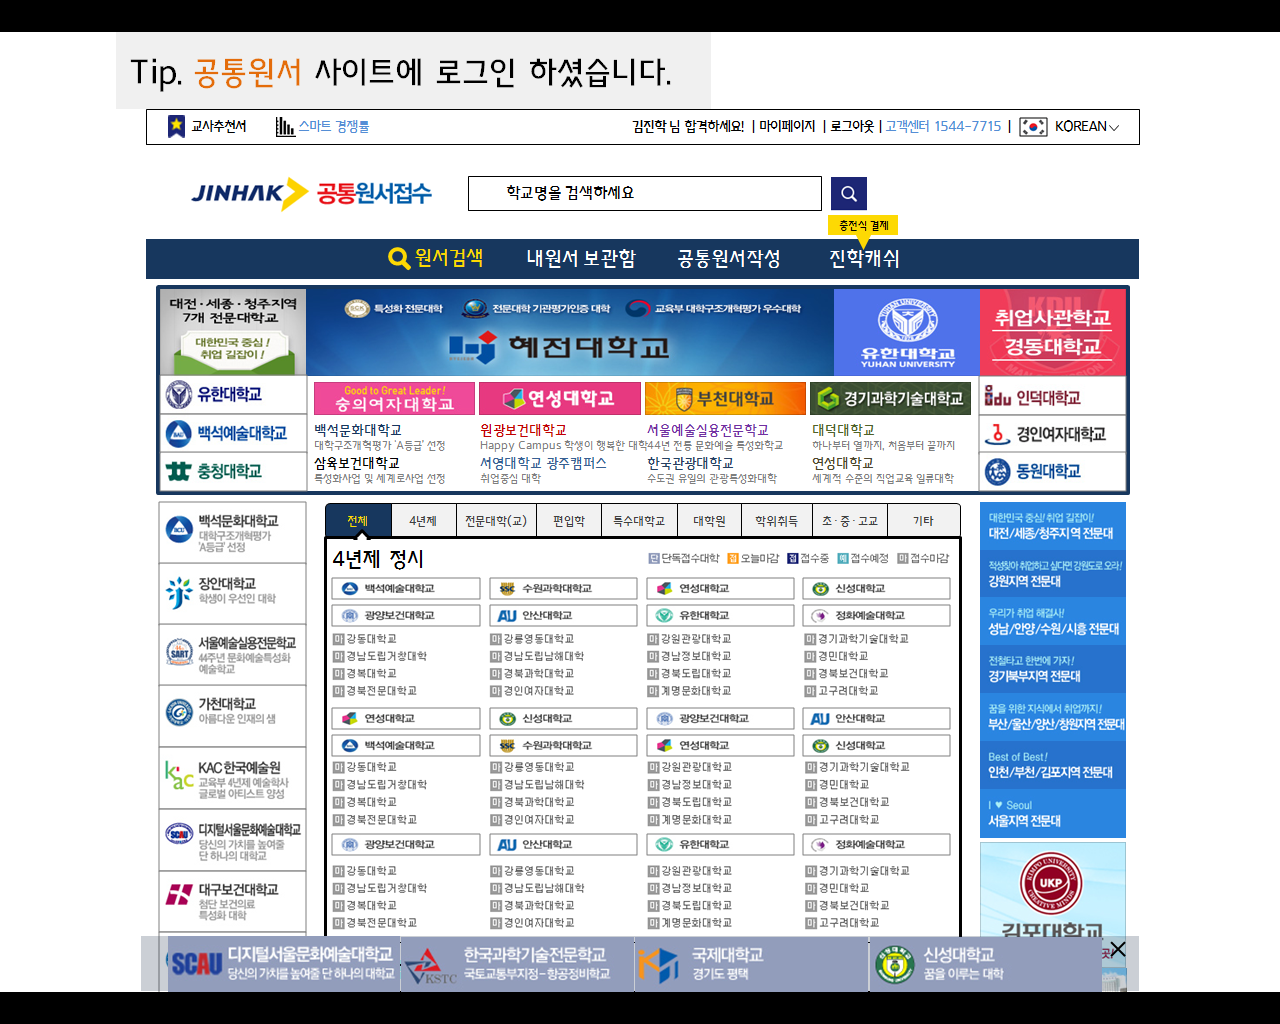 Tip. 공통원서 사이트에 로그인 하셨습니다.
교사추천서 스마트 경쟁률 김진학 님 합격하세요! | 마이페이지 | 로그아웃 | 고객센터 1544-7715 | KOREAN
JINHAK 공통원서접수 학교명을 검색하세요
충전식 결제
원서검색 내원서 보관함 공통원서작성 진학캐쉬
대전·세종·청주지역
7개 전문대학교
대한민국 중심!
취업 길잡이!
특성화 전문대학 전문대학 기관평가인증 대학 교육부 대학구조개혁평가 우수대학
혜전대학교
유한대학교
YUHAN UNIVERSITY
취업사관학교
경동대학교
유한대학교
백석예술대학교
충청대학교
Good to Great Leader!
숭의여자대학교 연성대학교 부천대학교 경기과학기술대학교
백석문화대학교 원광보건대학교 서울예술실용전문학교 대덕대학교
대학구조개혁평가 'A등급' 선정 Happy Campus 학생이 행복한 대학 44년 전통 문화예술 특성화학교 하나부터 열까지, 처음부터 끝까지
삼육보건대학교 서영대학교 광주캠퍼스 한국관광대학교 연성대학교
특성화사업 및 세계로사업 선정 취업중심 대학 수도권 유일의 관광특성화대학 세계적 수준의 직업교육 일류대학
인덕대학교
경인여자대학교
동원대학교
백석문화대학교
대학구조개혁평가
'A등급' 선정
장안대학교
학생이 우선인 대학
SART 서울예술실용전문학교
44주년 문화예술특성화
예술학교
가천대학교
아름다운 인재의 샘
kac KAC한국예술원
교육부 4년제 예술학사
글로벌 아티스트 양성
SCAU 디지털서울문화예술대학교
당신의 가치를 높여줄
단 하나의 대학교
대구보건대학교
첨단 보건의료
특성화 대학
전체 4년제 전문대학(교) 편입학 특수대학교 대학원 학위취득 초·중·고교 기타
4년제 정시 단 단독접수대학 접 오늘마감 접 접수중 예 접수예정 마 접수마감
백석예술대학교 SSC 수원과학대학교 연성대학교 신성대학교
광양보건대학교 AU 안산대학교 유한대학교 정화예술대학교
마 강동대학교 마 강릉영동대학교 마 강원관광대학교 마 경기과학기술대학교
마 경남도립거창대학 마 경남도립남해대학 마 경남정보대학교 마 경민대학교
마 경복대학교 마 경북과학대학교 마 경북도립대학교 마 경북보건대학교
마 경북전문대학교 마 경인여자대학교 마 계명문화대학교 마 고구려대학교
연성대학교 신성대학교 광양보건대학교 AU 안산대학교
백석예술대학교 SSC 수원과학대학교 연성대학교 신성대학교
마 강동대학교 마 강릉영동대학교 마 강원관광대학교 마 경기과학기술대학교
마 경남도립거창대학 마 경남도립남해대학 마 경남정보대학교 마 경민대학교
마 경복대학교 마 경북과학대학교 마 경북도립대학교 마 경북보건대학교
마 경북전문대학교 마 경인여자대학교 마 계명문화대학교 마 고구려대학교
광양보건대학교 AU 안산대학교 유한대학교 정화예술대학교
마 강동대학교 마 강릉영동대학교 마 강원관광대학교 마 경기과학기술대학교
마 경남도립거창대학 마 경남도립남해대학 마 경남정보대학교 마 경민대학교
마 경복대학교 마 경북과학대학교 마 경북도립대학교 마 경북보건대학교
마 경북전문대학교 마 경인여자대학교 마 계명문화대학교 마 고구려대학교
대한민국 중심! 취업 길잡이!
대전/세종/청주지역 전문대
적성찾아 취업하고 싶다면 강원도로 오라!
강원지역 전문대
우리가 취업 해결사!
성남/안양/수원/시흥 전문대
전철타고 한번에 가자!
경기북부지역 전문대
꿈을 위한 지식에서 취업까지!
부산/울산/양산/창원지역 전문대
Best of Best!
인천/부천/김포지역 전문대
I ♥ Seoul
서울지역 전문대
UKP
김포대학교
SCAU 디지털서울문화예술대학교
당신의 가치를 높여줄 단 하나의 대학교
KSTC 한국과학기술전문학교
국토교통부지정-항공정비학교
국제대학교
경기도 평택
신성대학교
꿈을 이루는 대학